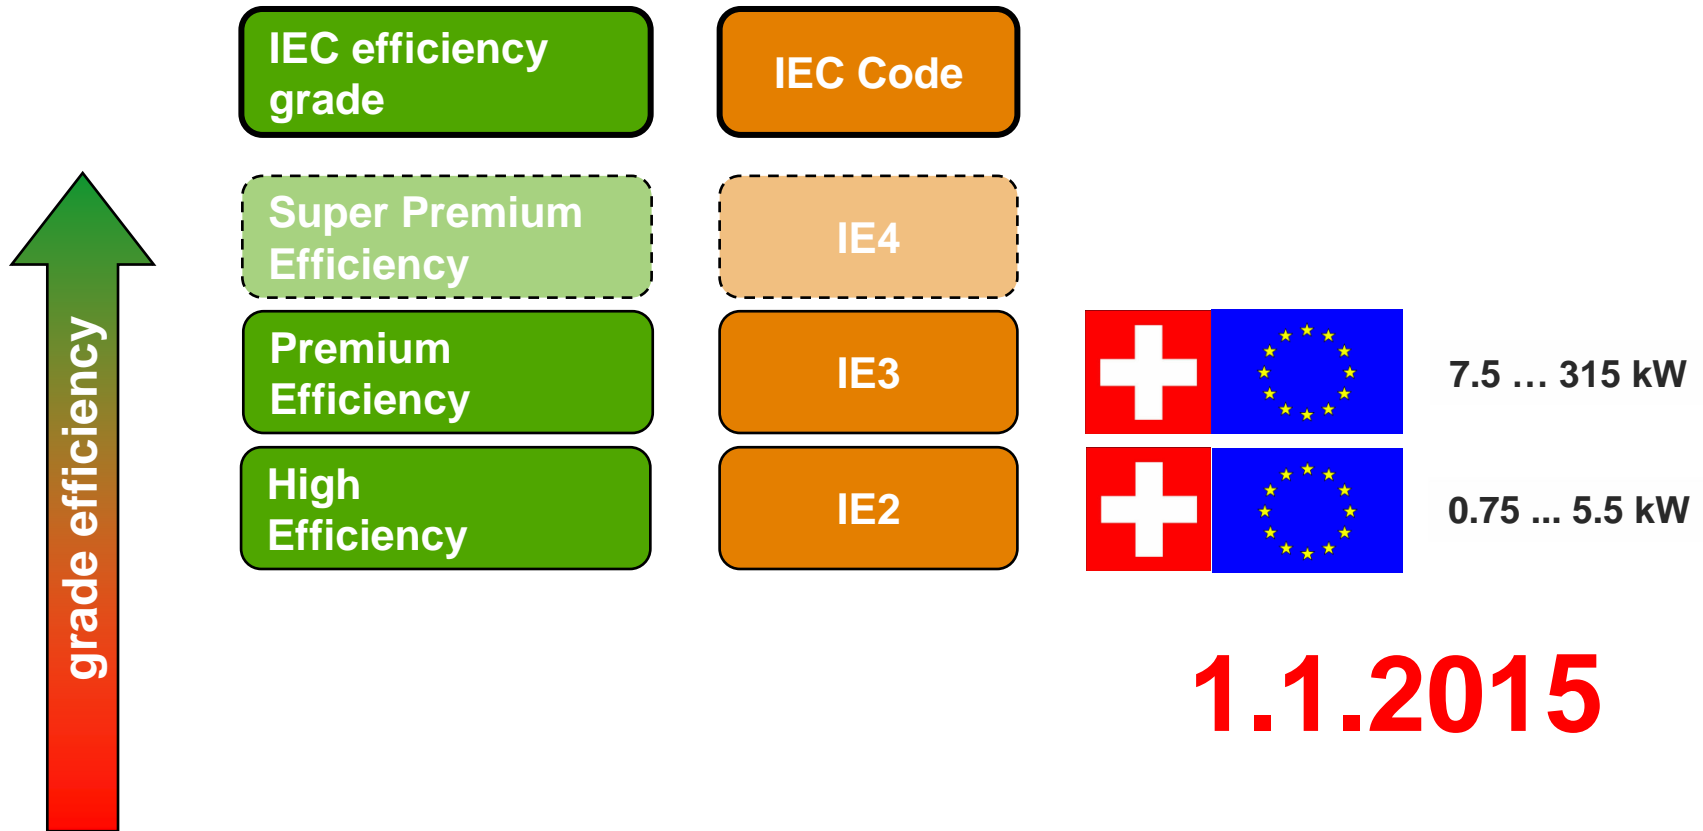 IEC efficiency
grade
IEC Code
Super Premium
Efficiency
IE4
Premium
Efficiency
IE3
7.5 … 315 kW
High
Efficiency
IE2
0.75 ... 5.5 kW
grade efficiency
1.1.2015